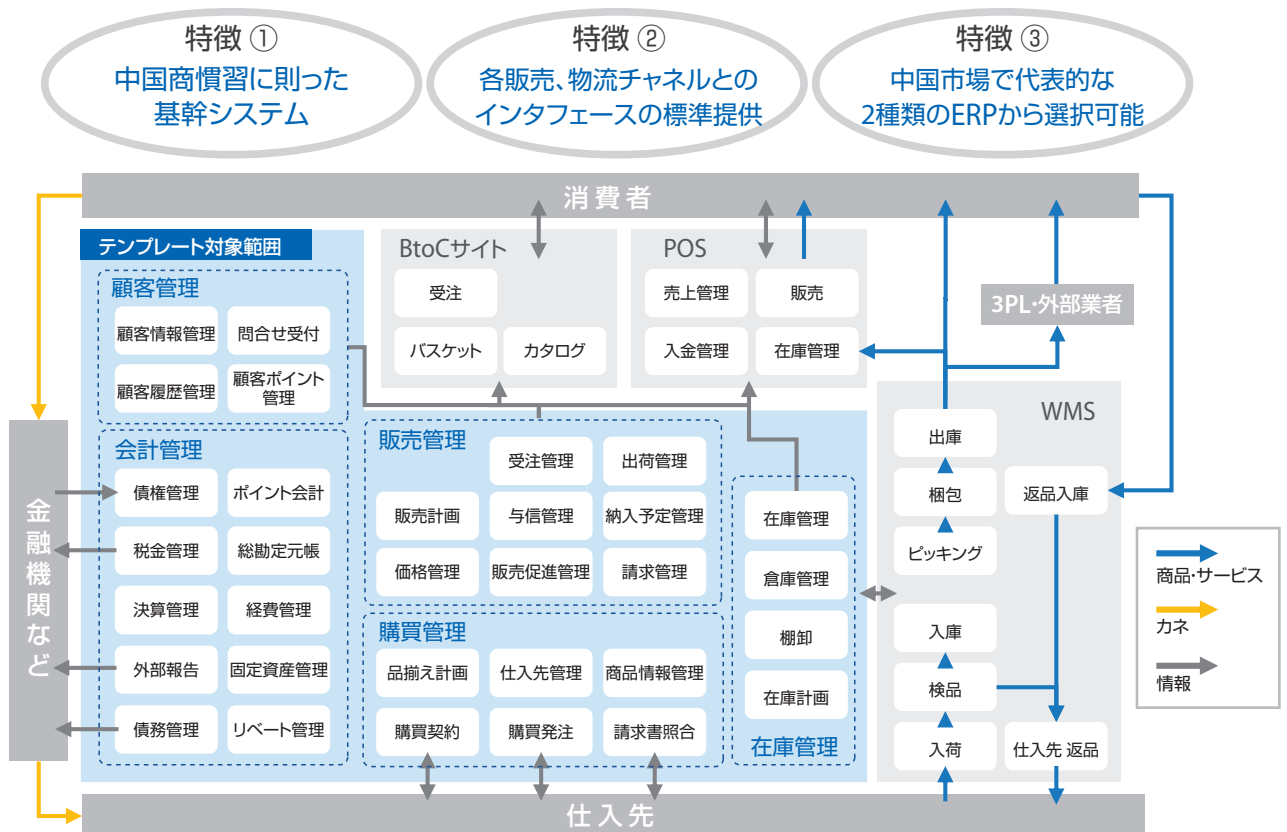 特徴 ①
中国商慣習に則った
基幹システム
特徴 ②
各販売、物流チャネルとの
インタフェースの標準提供
特徴 ③
中国市場で代表的な
2種類のERPから選択可能
消費者
テンプレート対象範囲
顧客管理
顧客情報管理
問合せ受付
顧客履歴管理
顧客ポイント
管理
BtoCサイト
受注
バスケット
カタログ
POS
売上管理
販売
入金管理
在庫管理
3PL・外部業者
金融機関など
会計管理
債権管理
ポイント会計
税金管理
総勘定元帳
決算管理
経費管理
外部報告
固定資産管理
債務管理
リベート管理
販売管理
受注管理
出荷管理
販売計画
与信管理
納入予定管理
価格管理
販売促進管理
請求管理
購買管理
品揃え計画
仕入先管理
商品情報管理
購買契約
購買発注
請求書照合
在庫管理
倉庫管理
棚卸
在庫計画
在庫管理
WMS
出庫
梱包
返品入庫
ピッキング
入庫
検品
入荷
仕入先 返品
商品・サービス
カネ
情報
仕入先